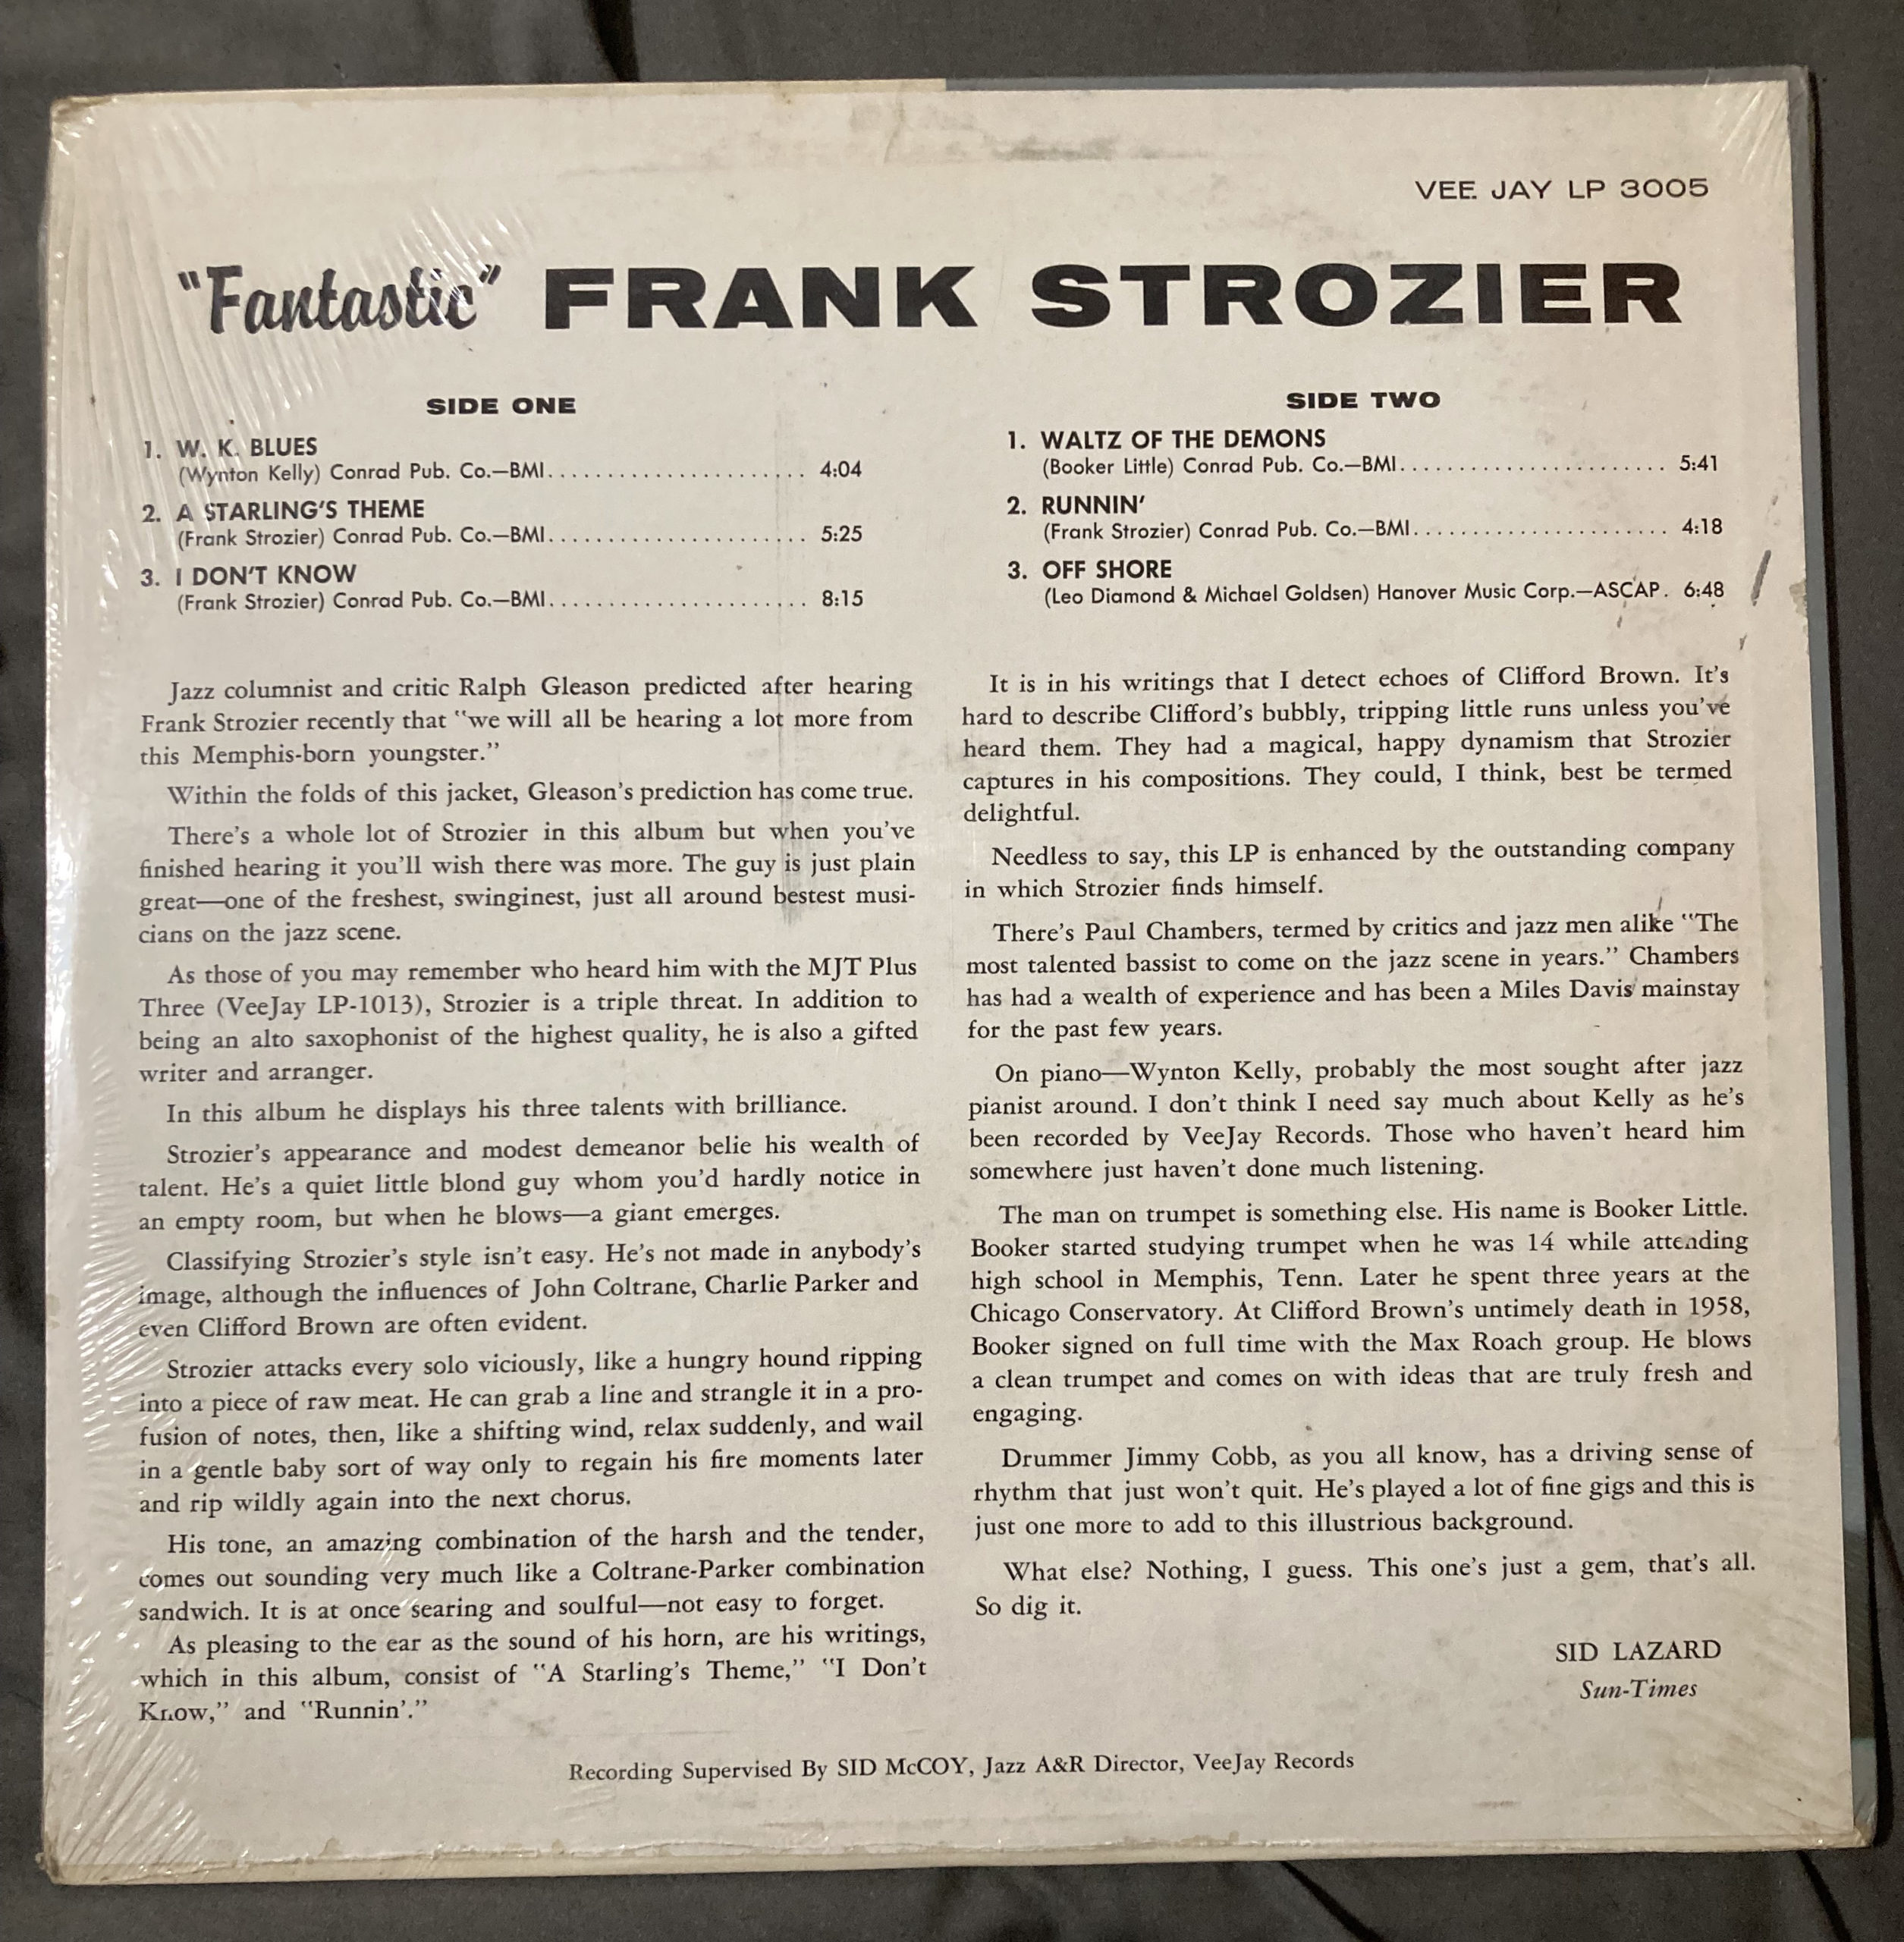 VEE JAY LP 3005
"Fantastic" FRANK STROZIER
SIDE ONE
1. W. K. BLUES
(Wynton Kelly) Conrad Pub. Co.—BMI..................... 4:04
2. A STARLING'S THEME
(Frank Strozier) Conrad Pub. Co.—BMI..................... 5:25
3. I DON'T KNOW
(Frank Strozier) Conrad Pub. Co.—BMI..................... 8:15
SIDE TWO
1. WALTZ OF THE DEMONS
(Booker Little) Conrad Pub. Co.—BMI...................... 5:41
2. RUNNIN'
(Frank Strozier) Conrad Pub. Co.—BMI..................... 4:18
3. OFF SHORE
(Leo Diamond & Michael Goldsen) Hanover Music Corp.—ASCAP. 6:48
Jazz columnist and critic Ralph Gleason predicted after hearing
Frank Strozier recently that "we will all be hearing a lot more from
this Memphis-born youngster."
Within the folds of this jacket, Gleason's prediction has come true.
There's a whole lot of Strozier in this album but when you've
finished hearing it you'll wish there was more. The guy is just plain
great—one of the freshest, swinginest, just all around bestest musi-
cians on the jazz scene.
As those of you may remember who heard him with the MJT Plus
Three (VeeJay LP-1013), Strozier is a triple threat. In addition to
being an alto saxophonist of the highest quality, he is also a gifted
writer and arranger.
In this album he displays his three talents with brilliance.
Strozier's appearance and modest demeanor belie his wealth of
talent. He's a quiet little blond guy whom you'd hardly notice in
an empty room, but when he blows—a giant emerges.
Classifying Strozier's style isn't easy. He's not made in anybody's
image, although the influences of John Coltrane, Charlie Parker and
even Clifford Brown are often evident.
Strozier attacks every solo viciously, like a hungry hound ripping
into a piece of raw meat. He can grab a line and strangle it in a pro-
fusion of notes, then, like a shifting wind, relax suddenly, and wail
in a gentle baby sort of way only to regain his fire moments later
and rip wildly again into the next chorus.
His tone, an amazing combination of the harsh and the tender,
comes out sounding very much like a Coltrane-Parker combination
sandwich. It is at once searing and soulful—not easy to forget.
As pleasing to the ear as the sound of his horn, are his writings,
which in this album, consist of "A Starling's Theme," "I Don't
Know," and "Runnin'."
It is in his writings that I detect echoes of Clifford Brown. It's
hard to describe Clifford's bubbly, tripping little runs unless you've
heard them. They had a magical, happy dynamism that Strozier
captures in his compositions. They could, I think, best be termed
delightful.
Needless to say, this LP is enhanced by the outstanding company
in which Strozier finds himself.
There's Paul Chambers, termed by critics and jazz men alike "The
most talented bassist to come on the jazz scene in years." Chambers
has had a wealth of experience and has been a Miles Davis mainstay
for the past few years.
On piano—Wynton Kelly, probably the most sought after jazz
pianist around. I don't think I need say much about Kelly as he's
been recorded by VeeJay Records. Those who haven't heard him
somewhere just haven't done much listening.
The man on trumpet is something else. His name is Booker Little.
Booker started studying trumpet when he was 14 while attending
high school in Memphis, Tenn. Later he spent three years at the
Chicago Conservatory. At Clifford Brown's untimely death in 1958,
Booker signed on full time with the Max Roach group. He blows
a clean trumpet and comes on with ideas that are truly fresh and
engaging.
Drummer Jimmy Cobb, as you all know, has a driving sense of
rhythm that just won't quit. He's played a lot of fine gigs and this is
just one more to add to this illustrious background.
What else? Nothing, I guess. This one's just a gem, that's all.
So dig it.
SID LAZARD
Sun-Times
Recording Supervised By SID McCOY, Jazz A&R Director, VeeJay Records